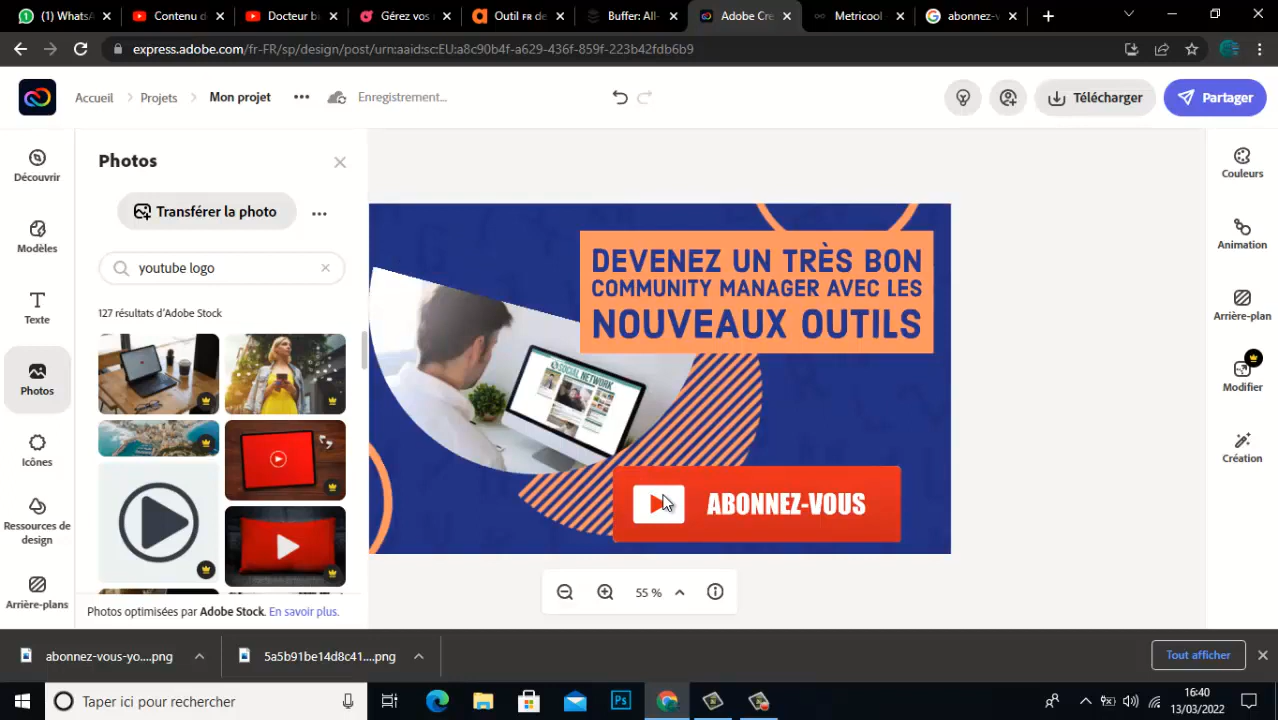 (1) WhatsA
Contenu d
Docteur bi
Gérez vos r
Outil FR de
Buffer: All-
Adobe Cre
Metricool -
abonnez-v
express.adobe.com/fr-FR/sp/design/post/urn:aaid:sc:EU:a8c90b4f-a629-436f-859f-223b42fdb6b9
Accueil
Projets
Mon projet
Enregistrement...
Télécharger
Partager
Découvrir
Modèles
Texte
Photos
Icônes
Ressources de
design
Arrière-plans
Photos
Transférer la photo
youtube logo
127 résultats d'Adobe Stock
Photos optimisées par Adobe Stock. En savoir plus.
DEVENEZ UN TRÈS BON
COMMUNITY MANAGER AVEC LES
NOUVEAUX OUTILS
SOCIAL NETWORK
ABONNEZ-VOUS
55 %
Couleurs
Animation
Arrière-plan
Modifier
Création
abonnez-vous-yo....png
5a5b91be14d8c41....png
Tout afficher
Taper ici pour rechercher
Ps
16:40
13/03/2022